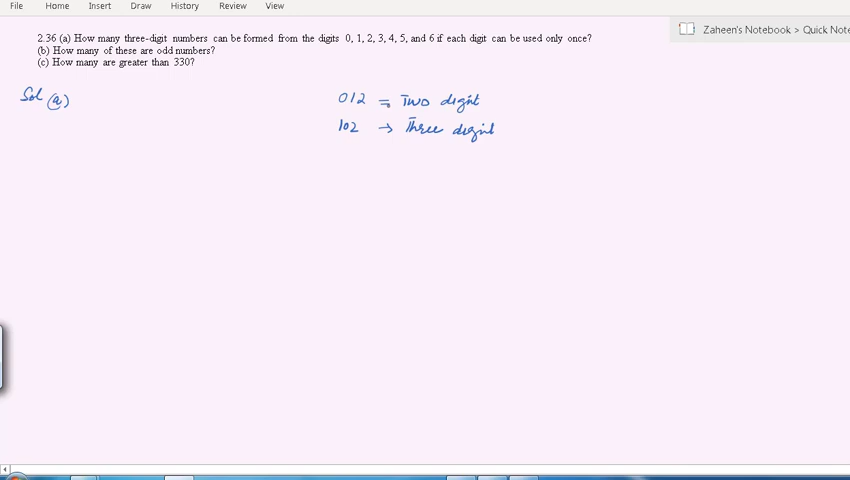 File Home Insert Draw History Review View
Zaheen's Notebook > Quick Note
2.36 (a) How many three-digit numbers can be formed from the digits 0, 1, 2, 3, 4, 5, and 6 if each digit can be used only once?
(b) How many of these are odd numbers?
(c) How many are greater than 330?
Sol (a)
012 = Two digit
102 → Three digit